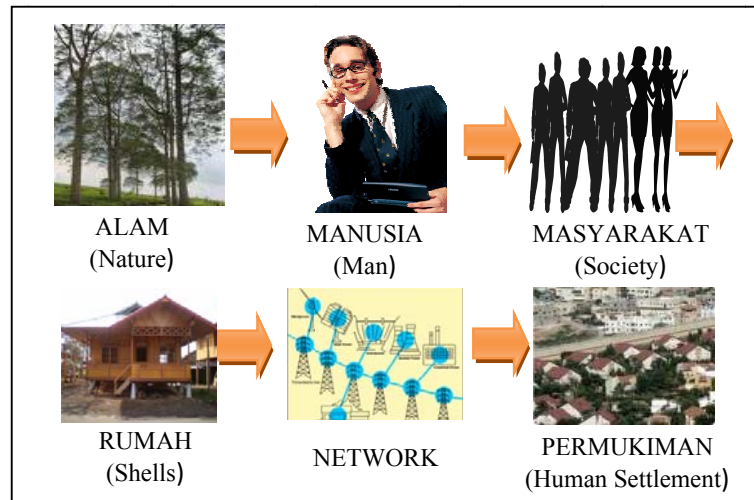 ALAM
(Nature)
MANUSIA
(Man)
MASYARAKAT
(Society)
RUMAH
(Shells)
NETWORK
PERMUKIMAN
(Human Settlement)